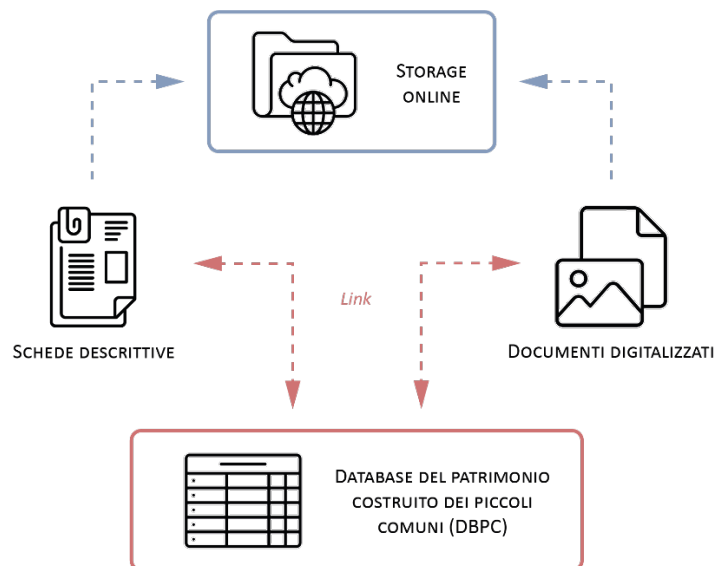 STORAGE
ONLINE
Link
SCHEDE DESCRITTIVE
DOCUMENTI DIGITALIZZATI
DATABASE DEL PATRIMONIO
COSTRUITO DEI PICCOLI
COMUNI (DBPC)